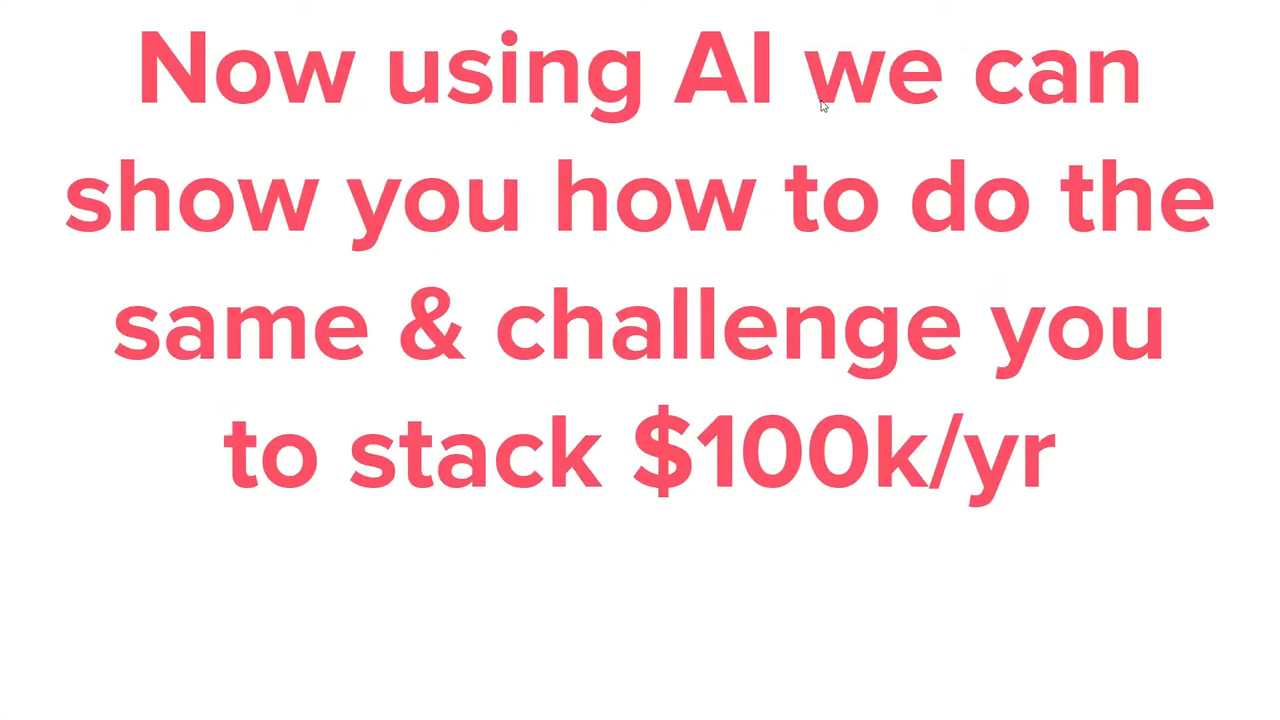 Now using AI we can
show you how to do the
same & challenge you
to stack $100k/yr